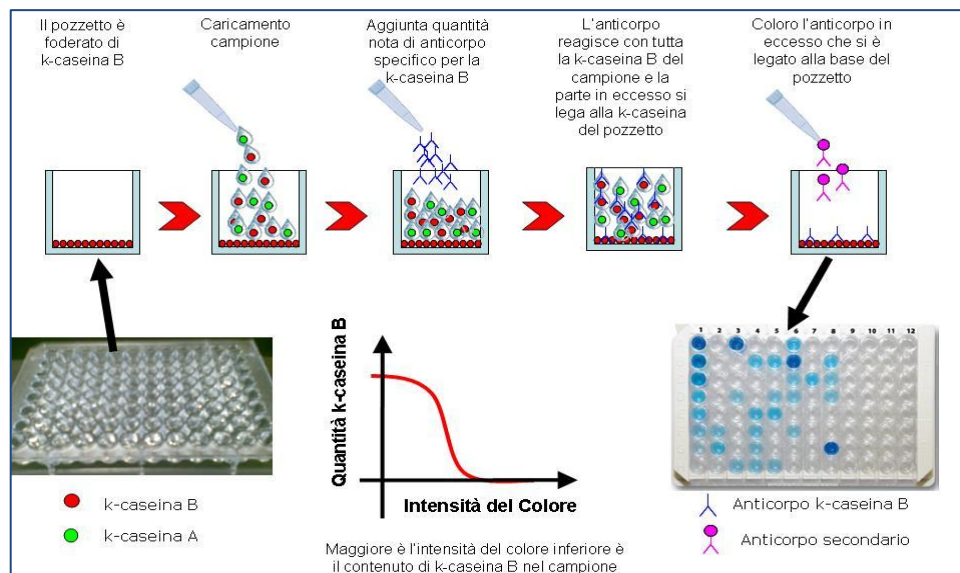 Il pozzetto è
foderato di
k-caseina B
Caricamento
campione
Aggiunta quantità
nota di anticorpo
specifico per la
k-caseina B
L'anticorpo
reagisce con tutta
la k-caseina B del
campione e la
parte in eccesso si
lega alla k-caseina
del pozzetto
Coloro l'anticorpo in
eccesso che si è
legato alla base del
pozzetto
Quantità k-caseina B
Intensità del Colore
1 2 3 4 5 6 7 8 9 10 11 12
k-caseina B
k-caseina A
Maggiore è l'intensità del colore inferiore è
il contenuto di k-caseina B nel campione
Anticorpo k-caseina B
Anticorpo secondario